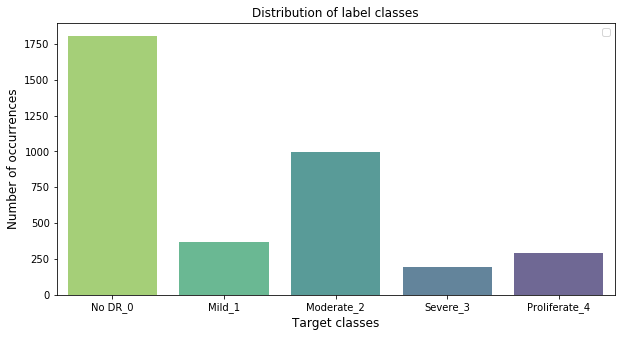 Distribution of label classes
Number of occurrences
1750
1500
1250
1000
750
500
250
0
No DR_0 Mild_1 Moderate_2 Severe_3 Proliferate_4
Target classes